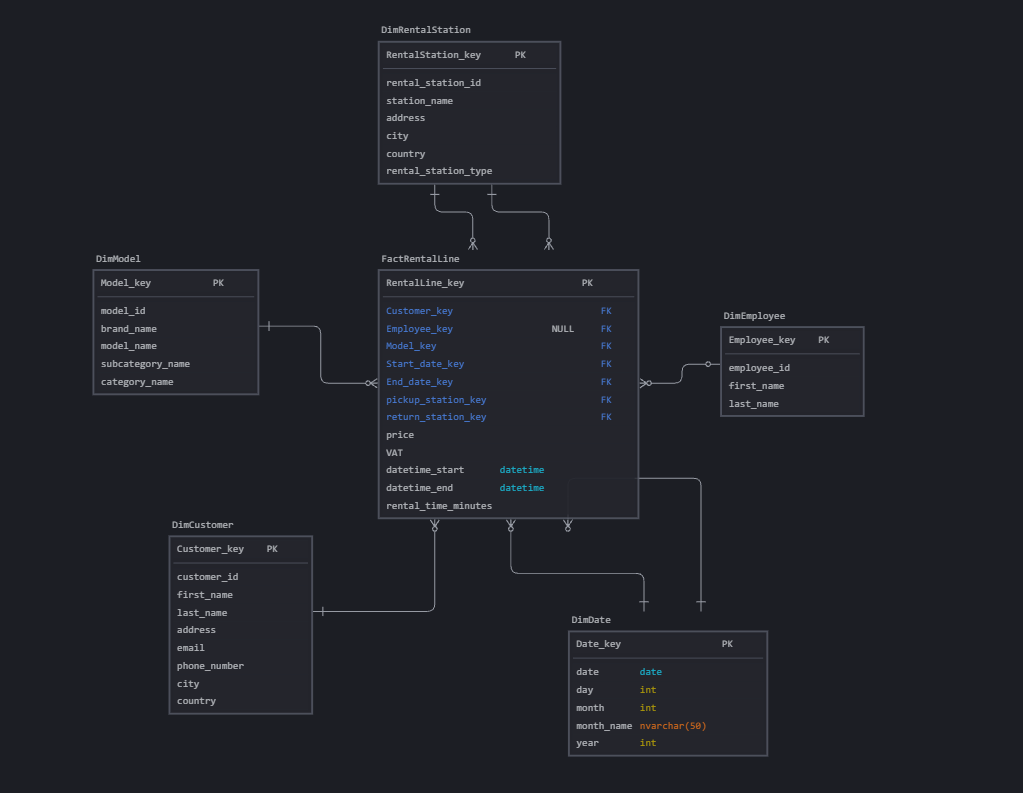 DimRentalStation
RentalStation_key PK
rental_station_id
station_name
address
city
country
rental_station_type
DimModel
Model_key PK
model_id
brand_name
model_name
subcategory_name
category_name
FactRentalLine
RentalLine_key PK
Customer_key FK
Employee_key NULL FK
Model_key FK
Start_date_key FK
End_date_key FK
pickup_station_key FK
return_station_key FK
price
VAT
datetime_start datetime
datetime_end datetime
rental_time_minutes
DimEmployee
Employee_key PK
employee_id
first_name
last_name
DimCustomer
Customer_key PK
customer_id
first_name
last_name
address
email
phone_number
city
country
DimDate
Date_key PK
date date
day int
month int
month_name nvarchar(50)
year int